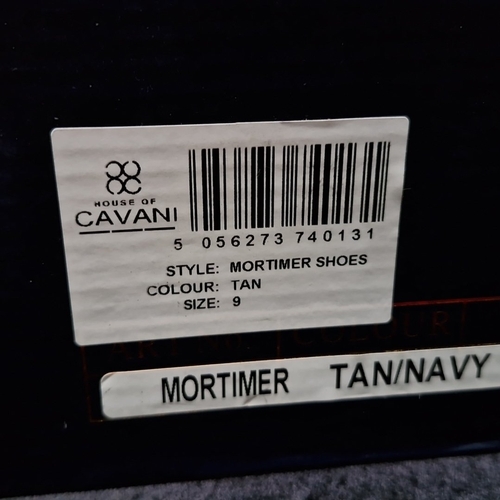 HOUSE OF
CAVANI
5 056273 740131
STYLE: MORTIMER SHOES
COLOUR: TAN
SIZE: 9
MORTIMER TAN/NAVY